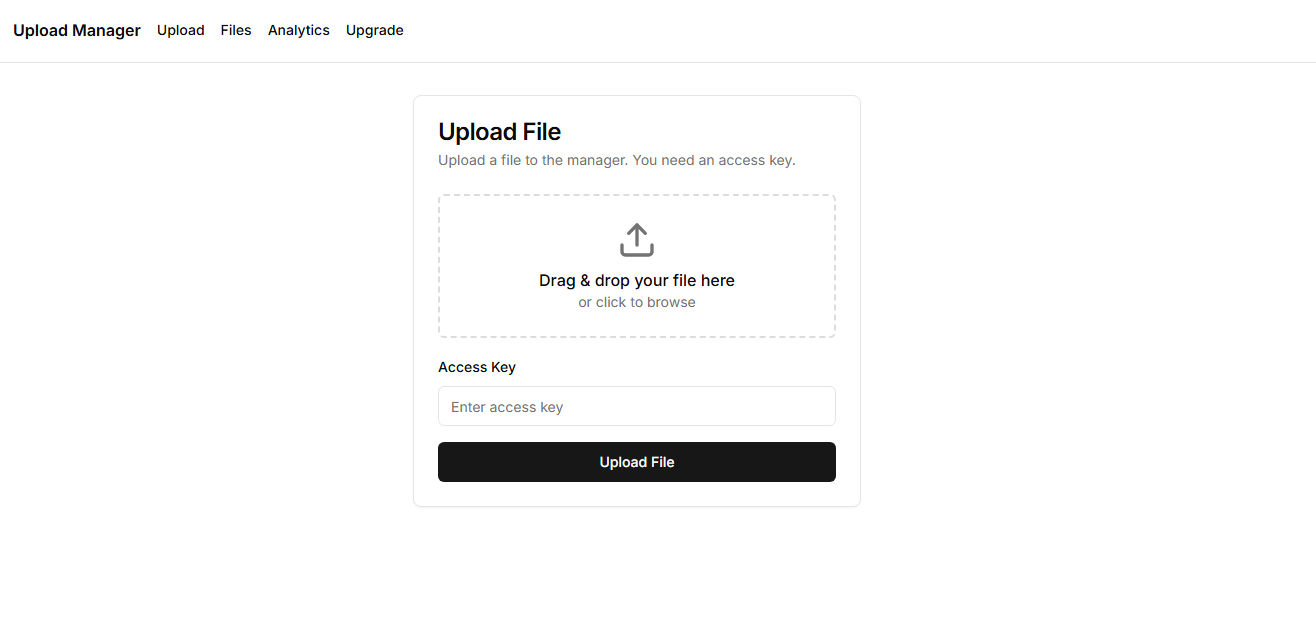 Upload Manager Upload Files Analytics Upgrade
Upload File
Upload a file to the manager. You need an access key.
Drag & drop your file here
or click to browse
Access Key
Enter access key
Upload File